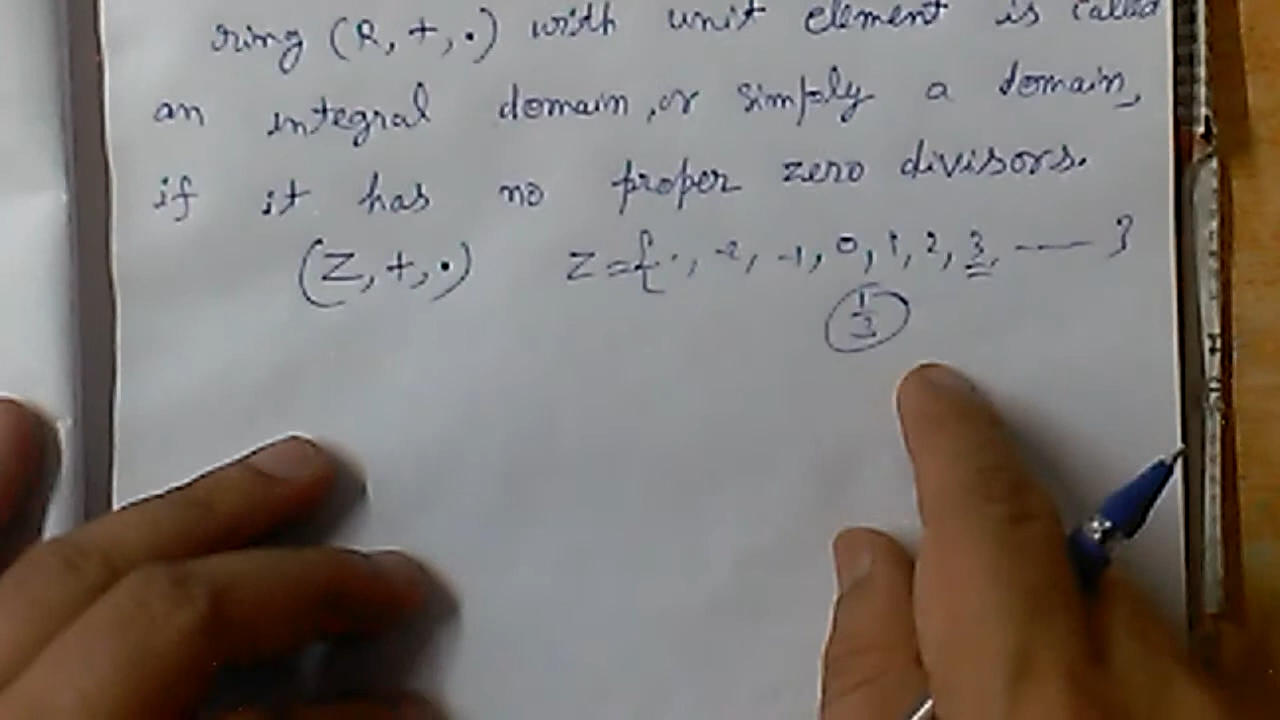 ring (R, +, ·) with unit element is called
an integral domain, or simply a domain,
if it has no proper zero divisors.
(Z, +, ·) Z = {·, -2, -1, 0, 1, 2, 3, — }
1/3